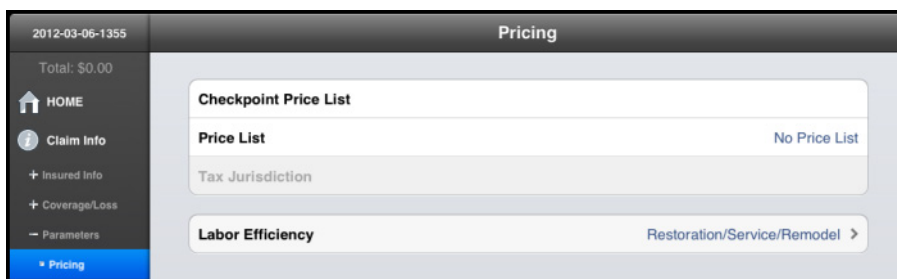 2012-03-06-1355
Pricing
Total: $0.00
HOME
Claim Info
+ Insured Info
+ Coverage/Loss
− Parameters
Pricing
Checkpoint Price List
Price List No Price List
Tax Jurisdiction
Labor Efficiency Restoration/Service/Remodel >